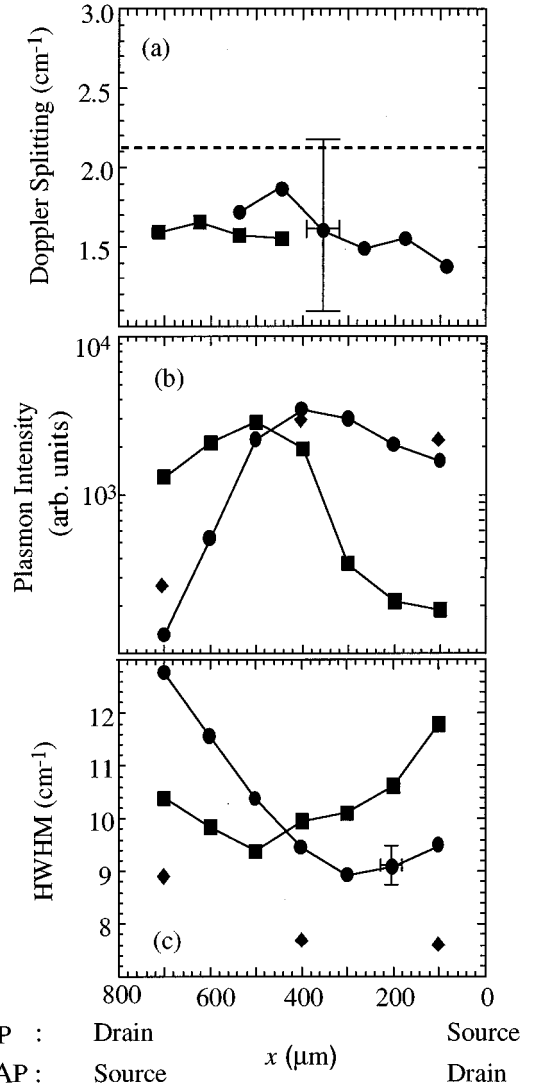 3.0
(a)
2.5
2.0
1.5
Doppler Splitting (cm⁻¹)
10⁴
(b)
10³
Plasmon Intensity
(arb. units)
12
11
10
9
8
(c)
HWHM (cm⁻¹)
800 600 400 200 0
P : Drain Source
x (μm)
AP : Source Drain